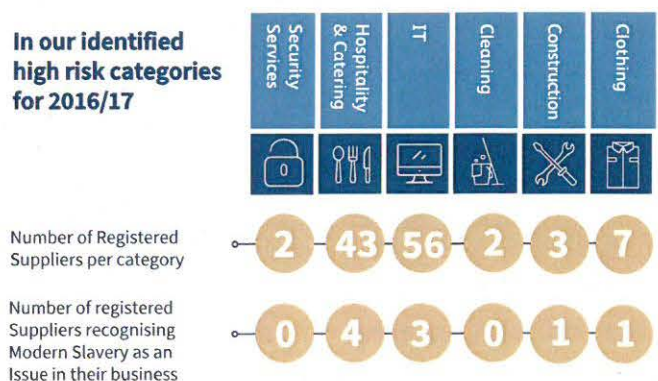 In our identified
high risk categories
for 2016/17
Security
Services
Hospitality
& Catering
IT
Cleaning
Construction
Clothing
Number of Registered
Suppliers per category
2 43 56 2 3 7
Number of registered
Suppliers recognising
Modern Slavery as an
Issue in their business
0 4 3 0 1 1